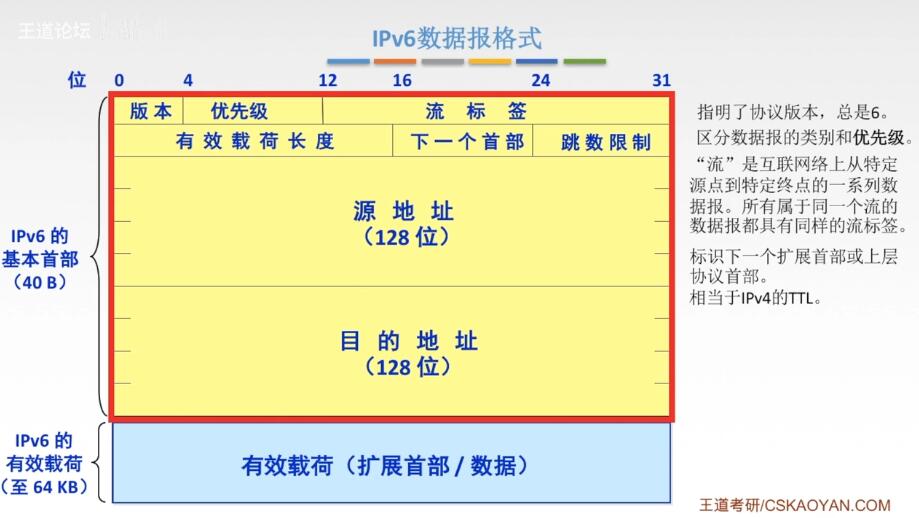 王道论坛
IPv6数据报格式
位 0 4 12 16 24 31
版本 优先级 流标签
有效载荷长度 下一个首部 跳数限制
源地址
（128 位）
目的地址
（128 位）
IPv6 的
基本首部
（40 B）
IPv6 的
有效载荷
（至 64 KB）
有效载荷（扩展首部 / 数据）
指明了协议版本，总是6。
区分数据报的类别和优先级。
“流”是互联网络上从特定
源点到特定终点的一系列数
据报。所有属于同一个流的
数据报都具有同样的流标签。
标识下一个扩展首部或上层
协议首部。
相当于IPv4的TTL。
王道考研/CSKAOYAN.COM